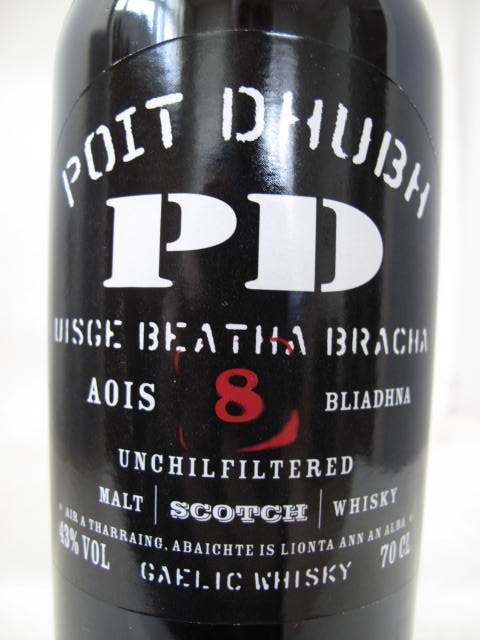 POIT DHUBH
PD
UISGE BEATHA BRACHA
AOIS 8 BLIADHNA
UNCHILFILTERED
MALT SCOTCH WHISKY
• AIR A THARRAING, ABAICHTE IS LIONTA ANN AN ALBA •
43% VOL 70 CL
GAELIC WHISKY